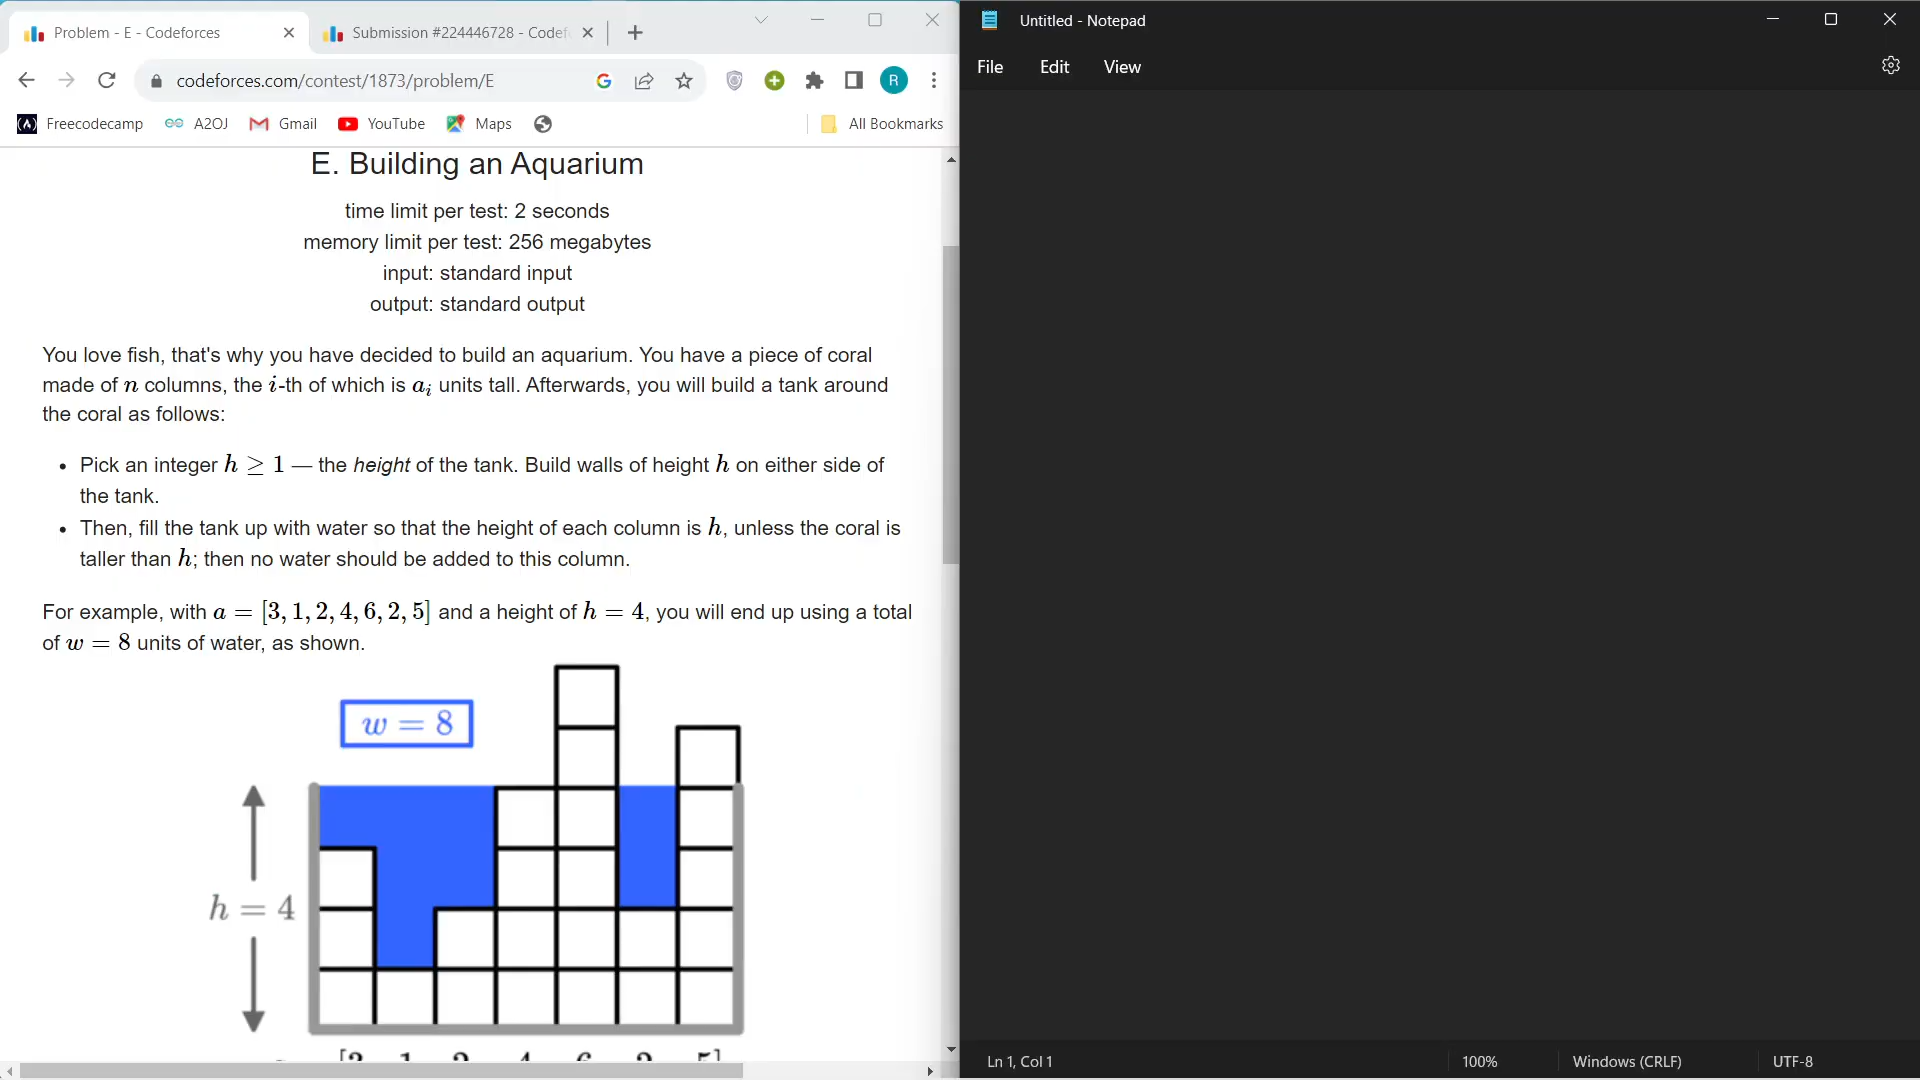 Problem - E - Codeforces
Submission #224446728 - Codef
Untitled - Notepad
codeforces.com/contest/1873/problem/E
R
File Edit View
Freecodecamp A2OJ Gmail YouTube Maps All Bookmarks
E. Building an Aquarium
time limit per test: 2 seconds
memory limit per test: 256 megabytes
input: standard input
output: standard output
You love fish, that's why you have decided to build an aquarium. You have a piece of coral
made of n columns, the i-th of which is a_i units tall. Afterwards, you will build a tank around
the coral as follows:
• Pick an integer h ≥ 1 — the height of the tank. Build walls of height h on either side of
the tank.
• Then, fill the tank up with water so that the height of each column is h, unless the coral is
taller than h; then no water should be added to this column.
For example, with a = [3, 1, 2, 4, 6, 2, 5] and a height of h = 4, you will end up using a total
of w = 8 units of water, as shown.
w = 8
h = 4
Ln 1, Col 1 100% Windows (CRLF) UTF-8